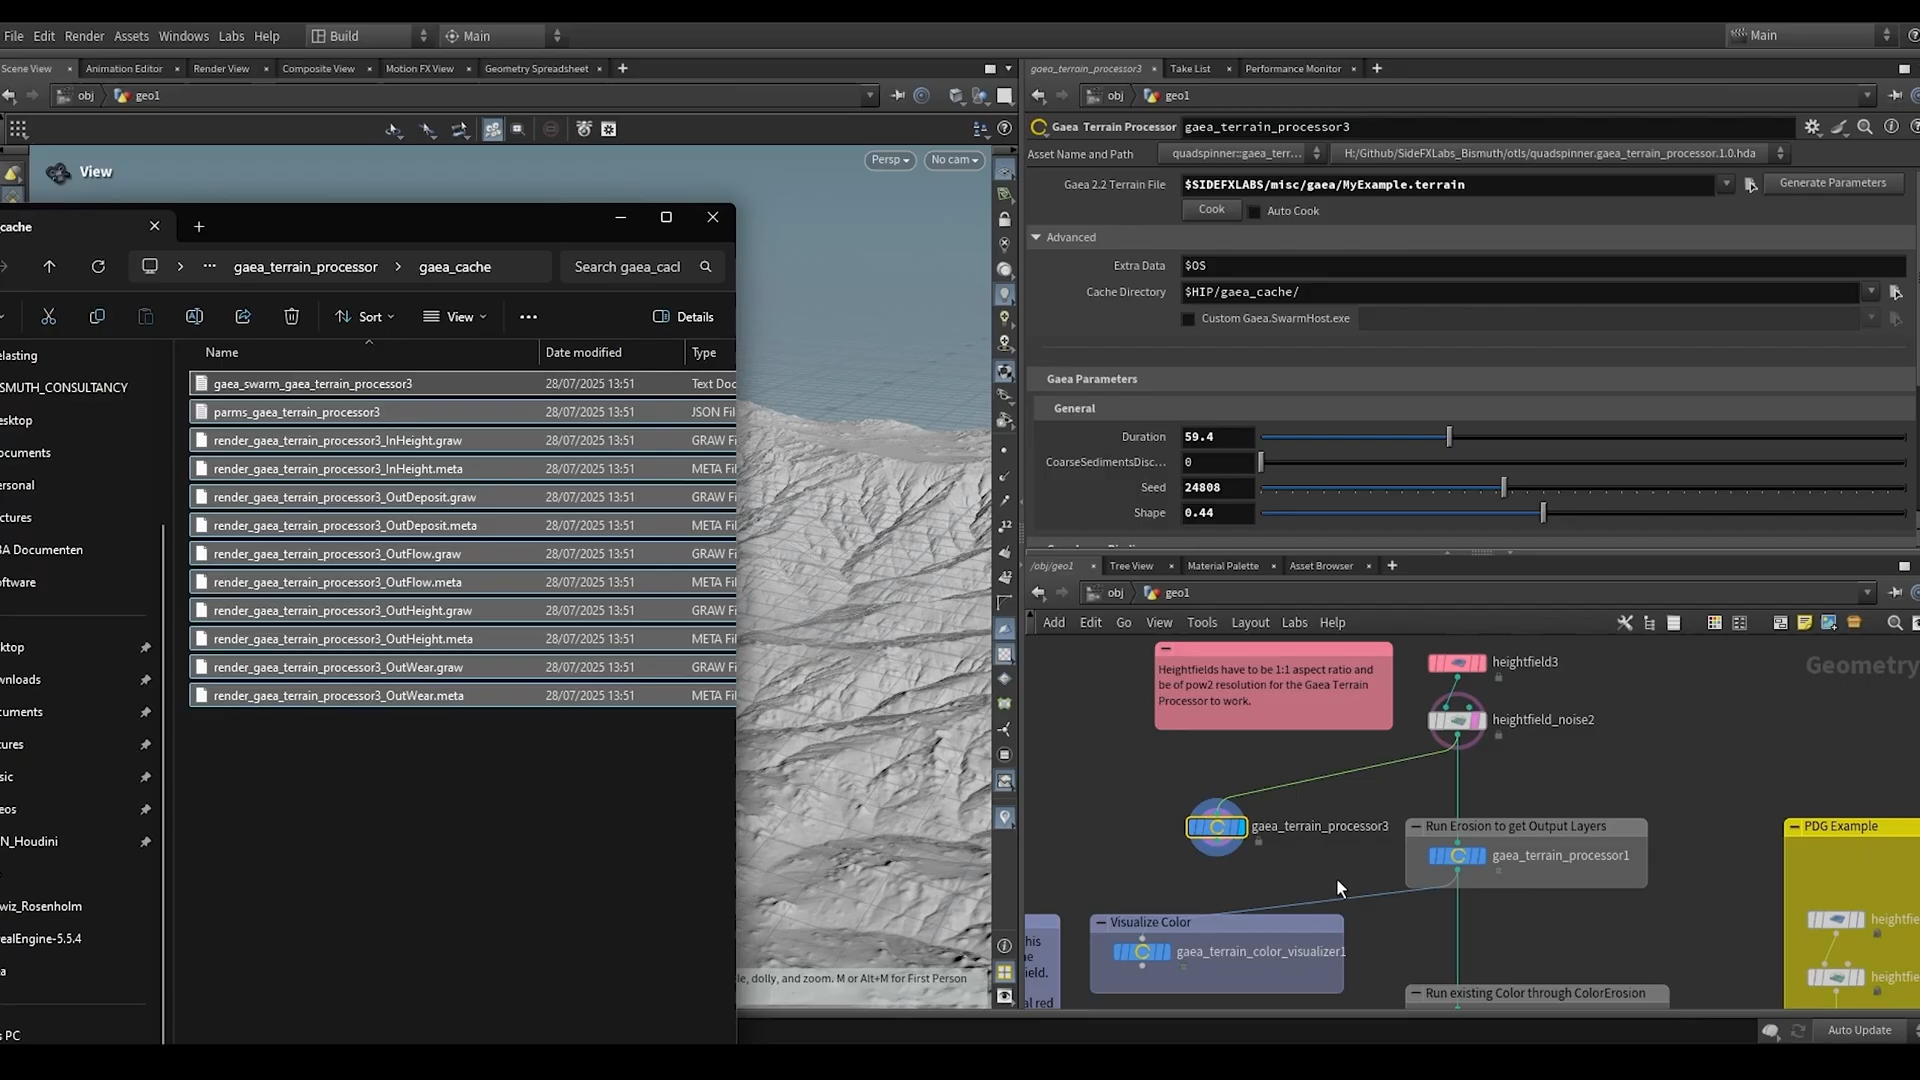 File Edit Render Assets Windows Labs Help Build Main Main
Scene View Animation Editor Render View Composite View Motion FX View Geometry Spreadsheet
obj geo1
View
Persp No cam
cache
gaea_terrain_processor gaea_cache Search gaea_cacl
Sort View Details
Name Date modified Type
gaea_swarm_gaea_terrain_processor3 28/07/2025 13:51 Text Doc
parms_gaea_terrain_processor3 28/07/2025 13:51 JSON Fil
render_gaea_terrain_processor3_InHeight.graw 28/07/2025 13:51 GRAW Fi
render_gaea_terrain_processor3_InHeight.meta 28/07/2025 13:51 META Fil
render_gaea_terrain_processor3_OutDeposit.graw 28/07/2025 13:51 GRAW Fi
render_gaea_terrain_processor3_OutDeposit.meta 28/07/2025 13:51 META Fil
render_gaea_terrain_processor3_OutFlow.graw 28/07/2025 13:51 GRAW Fi
render_gaea_terrain_processor3_OutFlow.meta 28/07/2025 13:51 META Fil
render_gaea_terrain_processor3_OutHeight.graw 28/07/2025 13:51 GRAW Fi
render_gaea_terrain_processor3_OutHeight.meta 28/07/2025 13:51 META Fil
render_gaea_terrain_processor3_OutWear.graw 28/07/2025 13:51 GRAW Fi
render_gaea_terrain_processor3_OutWear.meta 28/07/2025 13:51 META Fil
elasting
SMUTH_CONSULTANCY
esktop
ocuments
ersonal
ctures
BA Documenten
oftware
ktop
wnloads
cuments
ures
sic
eos
N_Houdini
wiz_Rosenholm
ealEngine-5.5.4
a
s PC
le, dolly, and zoom. M or Alt+M for First Person
gaea_terrain_processor3 Take List Performance Monitor
obj geo1
Gaea Terrain Processor gaea_terrain_processor3
Asset Name and Path quadspinner::gaea_terr... H:/Github/SideFXLabs_Bismuth/otls/quadspinner.gaea_terrain_processor.1.0.hda
Gaea 2.2 Terrain File $SIDEFXLABS/misc/gaea/MyExample.terrain Generate Parameters
Cook Auto Cook
Advanced
Extra Data $OS
Cache Directory $HIP/gaea_cache/
Custom Gaea.SwarmHost.exe
Gaea Parameters
General
Duration 59.4
CoarseSedimentsDisc... 0
Seed 24808
Shape 0.44
/obj/geo1 Tree View Material Palette Asset Browser
obj geo1
Add Edit Go View Tools Layout Labs Help
Heightfields have to be 1:1 aspect ratio and
be of pow2 resolution for the Gaea Terrain
Processor to work.
heightfield3
Geometry
heightfield_noise2
gaea_terrain_processor3
Run Erosion to get Output Layers
gaea_terrain_processor1
PDG Example
heightfie
heightfie
Visualize Color
gaea_terrain_color_visualizer1
his
ne
ield.
al red
Run existing Color through ColorErosion
Auto Update